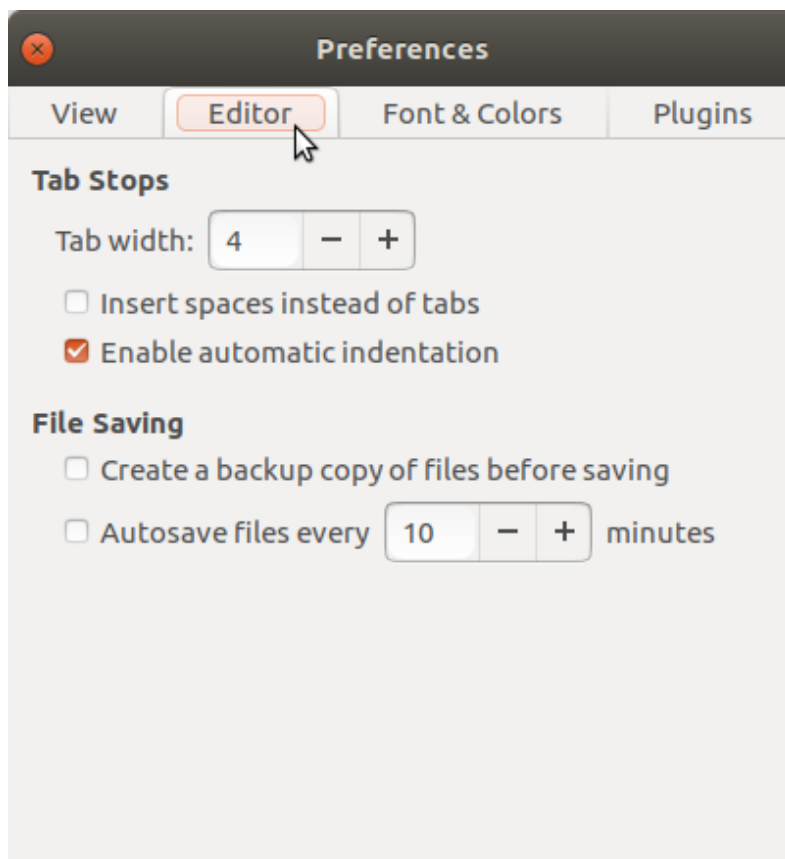 Preferences
View Editor Font & Colors Plugins
Tab Stops
Tab width: 4 − +
Insert spaces instead of tabs
Enable automatic indentation
File Saving
Create a backup copy of files before saving
Autosave files every 10 − + minutes